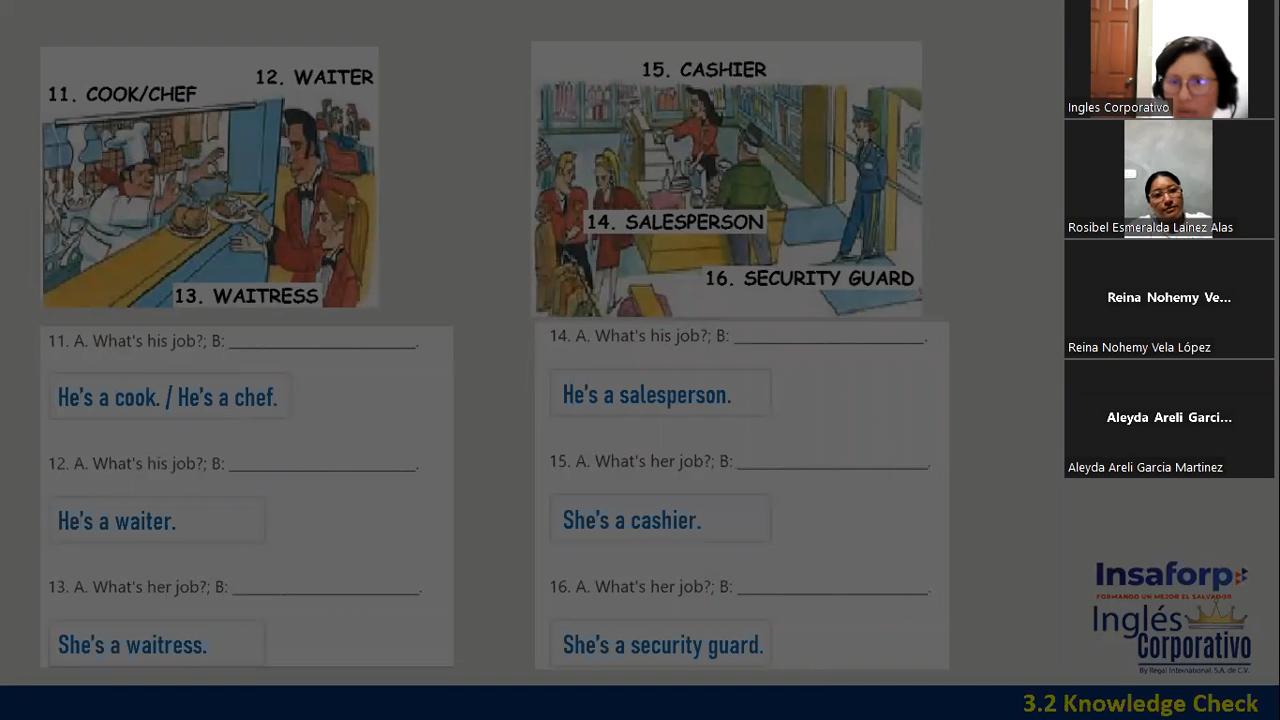 11. COOK/CHEF
12. WAITER
13. WAITRESS
15. CASHIER
14. SALESPERSON
16. SECURITY GUARD
11. A. What's his job?; B: ____________________.
He's a cook. / He's a chef.
12. A. What's his job?; B: ____________________.
He's a waiter.
13. A. What's her job?; B: ____________________.
She's a waitress.
14. A. What's his job?; B: ____________________.
He's a salesperson.
15. A. What's her job?; B: ____________________.
She's a cashier.
16. A. What's her job?; B: ____________________.
She's a security guard.
Ingles Corporativo
Rosibel Esmeralda Lainez Alas
Reina Nohemy Ve...
Reina Nohemy Vela López
Aleyda Areli Garci...
Aleyda Areli Garcia Martinez
Insaforp
FORMANDO UN MEJOR EL SALVADOR
Inglés
Corporativo
By Regal International, S.A. de C.V.
3.2 Knowledge Check